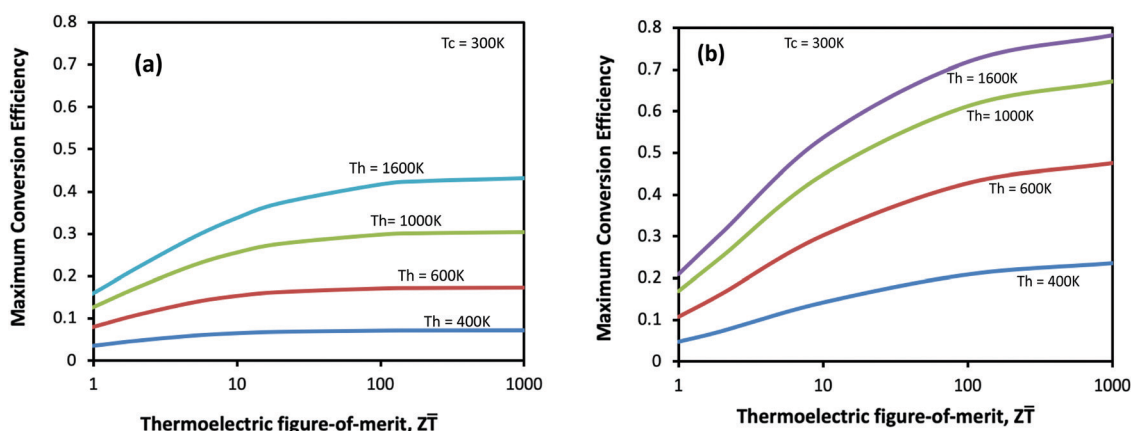 (a)
Tc = 300K
Th = 1600K
Th= 1000K
Th = 600K
Th = 400K
Maximum Conversion Efficiency
0.8
0.7
0.6
0.5
0.4
0.3
0.2
0.1
0
1 10 100 1000
Thermoelectric figure-of-merit, ZT̅
(b)
Tc = 300K
Th = 1600K
Th= 1000K
Th = 600K
Th = 400K
Maximum Conversion Efficiency
0.8
0.7
0.6
0.5
0.4
0.3
0.2
0.1
0
1 10 100 1000
Thermoelectric figure-of-merit, ZT̅